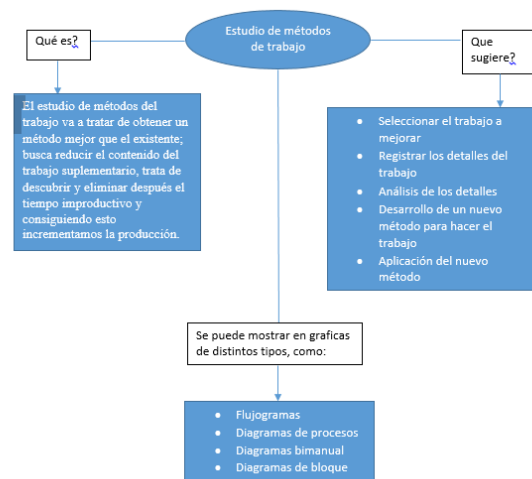 Estudio de métodos
de trabajo
Qué es?
Que
sugiere?
El estudio de métodos del
trabajo va a tratar de obtener un
método mejor que el existente;
busca reducir el contenido del
trabajo suplementario, trata de
descubrir y eliminar después el
tiempo improductivo y
consiguiendo esto
incrementamos la producción.
• Seleccionar el trabajo a
mejorar
• Registrar los detalles del
trabajo
• Análisis de los detalles
• Desarrollo de un nuevo
método para hacer el
trabajo
• Aplicación del nuevo
método
Se puede mostrar en graficas
de distintos tipos, como:
• Flujogramas
• Diagramas de procesos
• Diagramas bimanual
• Diagramas de bloque